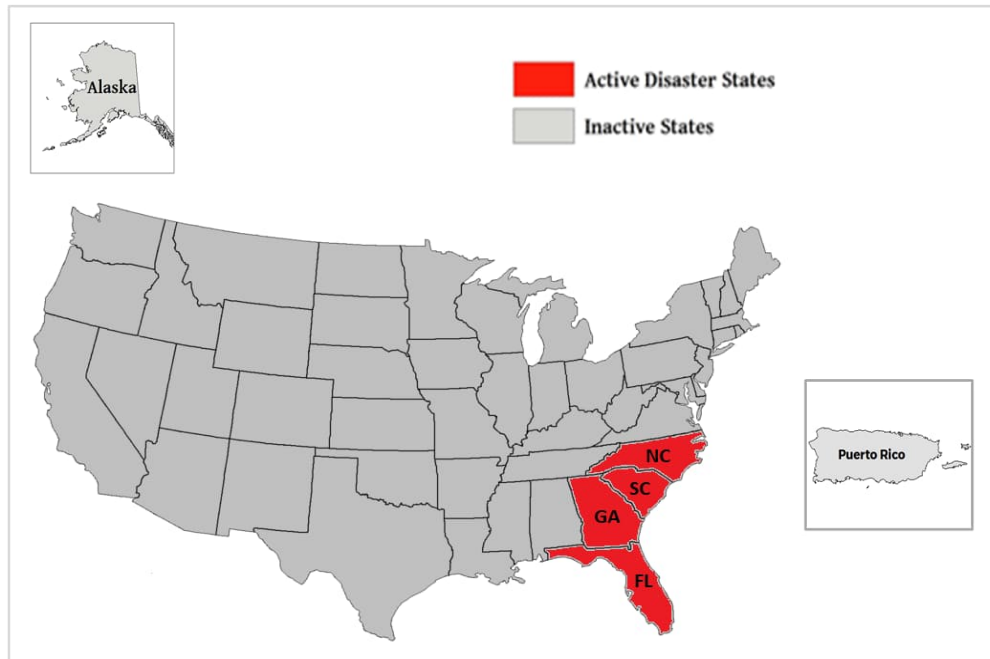 Alaska
Active Disaster States
Inactive States
NC
SC
GA
FL
Puerto Rico